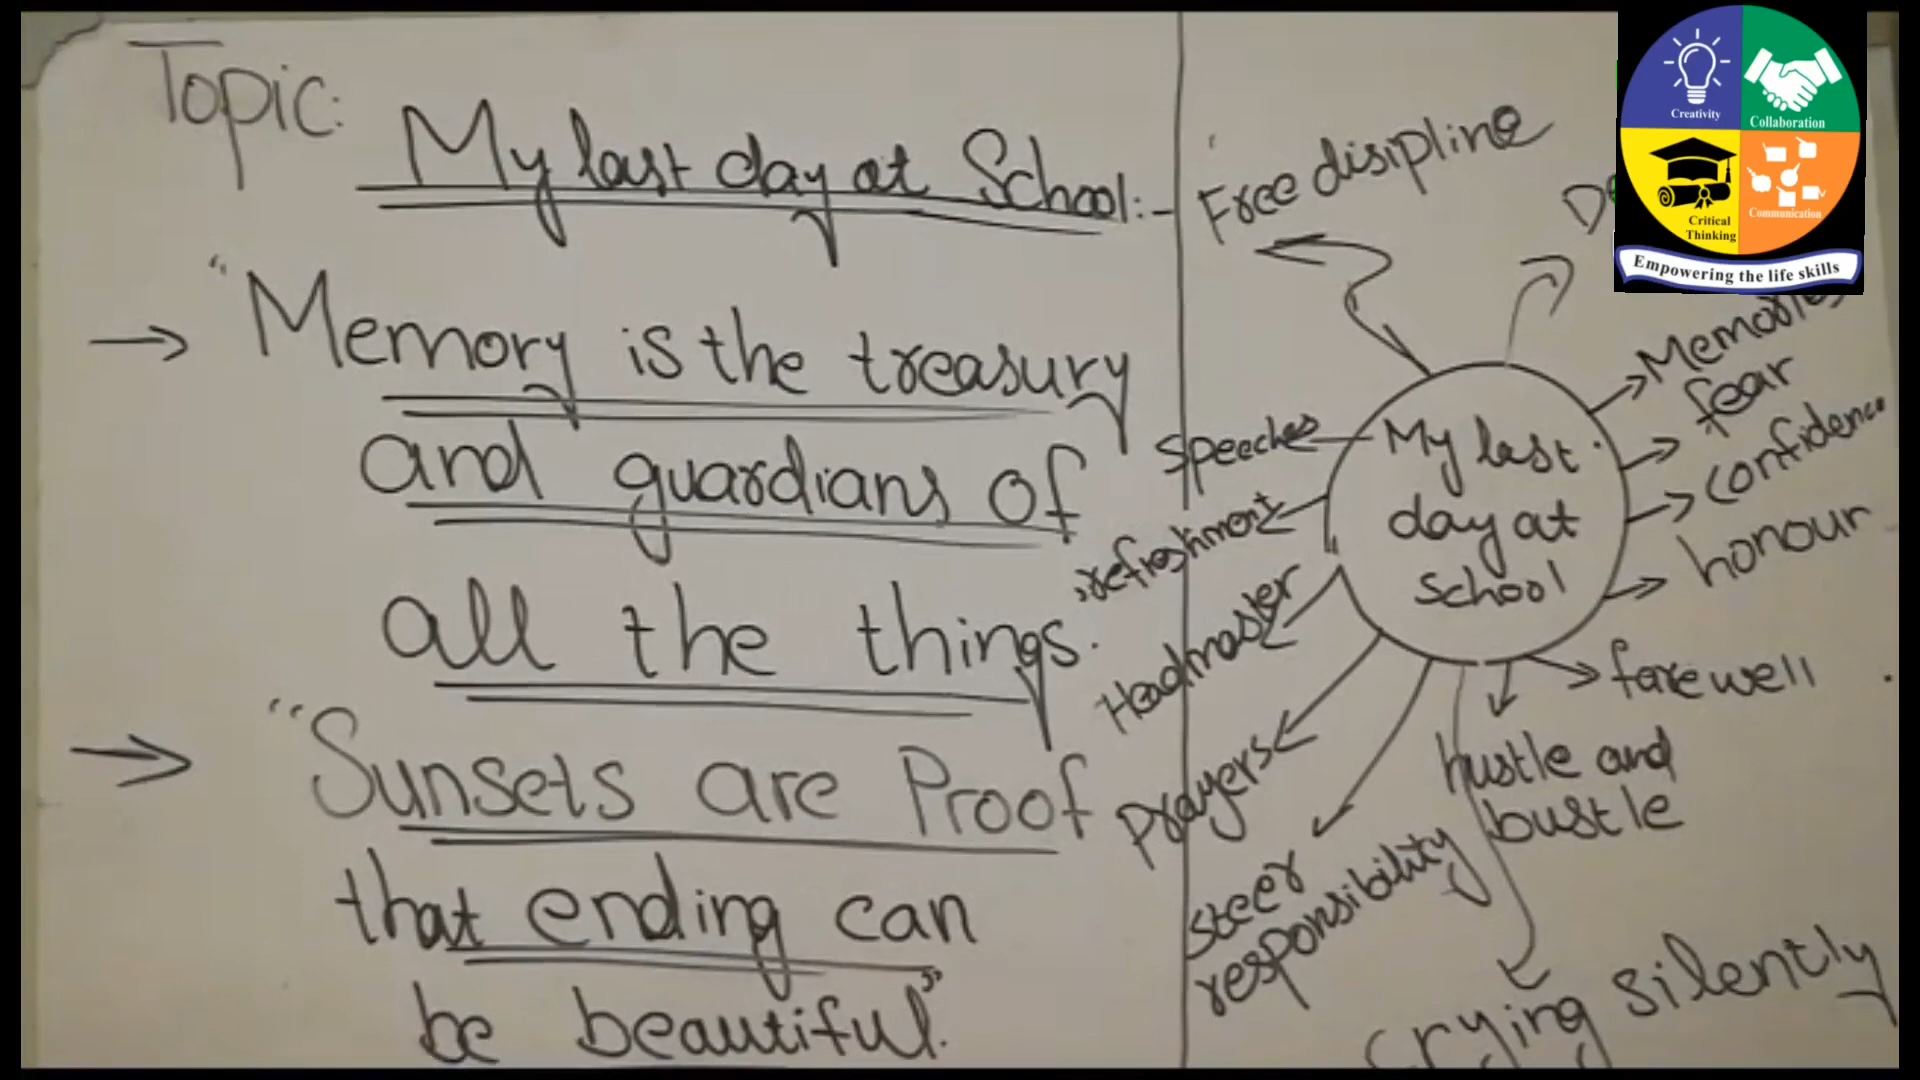 Topic:
My last day at School:-
→ "Memory is the treasury
and guardians of
all the things."
→ "Sunsets are Proof
that ending can
be beautiful."
Free disipline
Memories
fear
confidence
honour
farewell
hustle and
bustle
crying silently
steer
responsibility
Prayers
Headmaster
refreshment
Speeches
My last
day at
School
Creativity
Collaboration
Critical
Thinking
Communication
Empowering the life skills